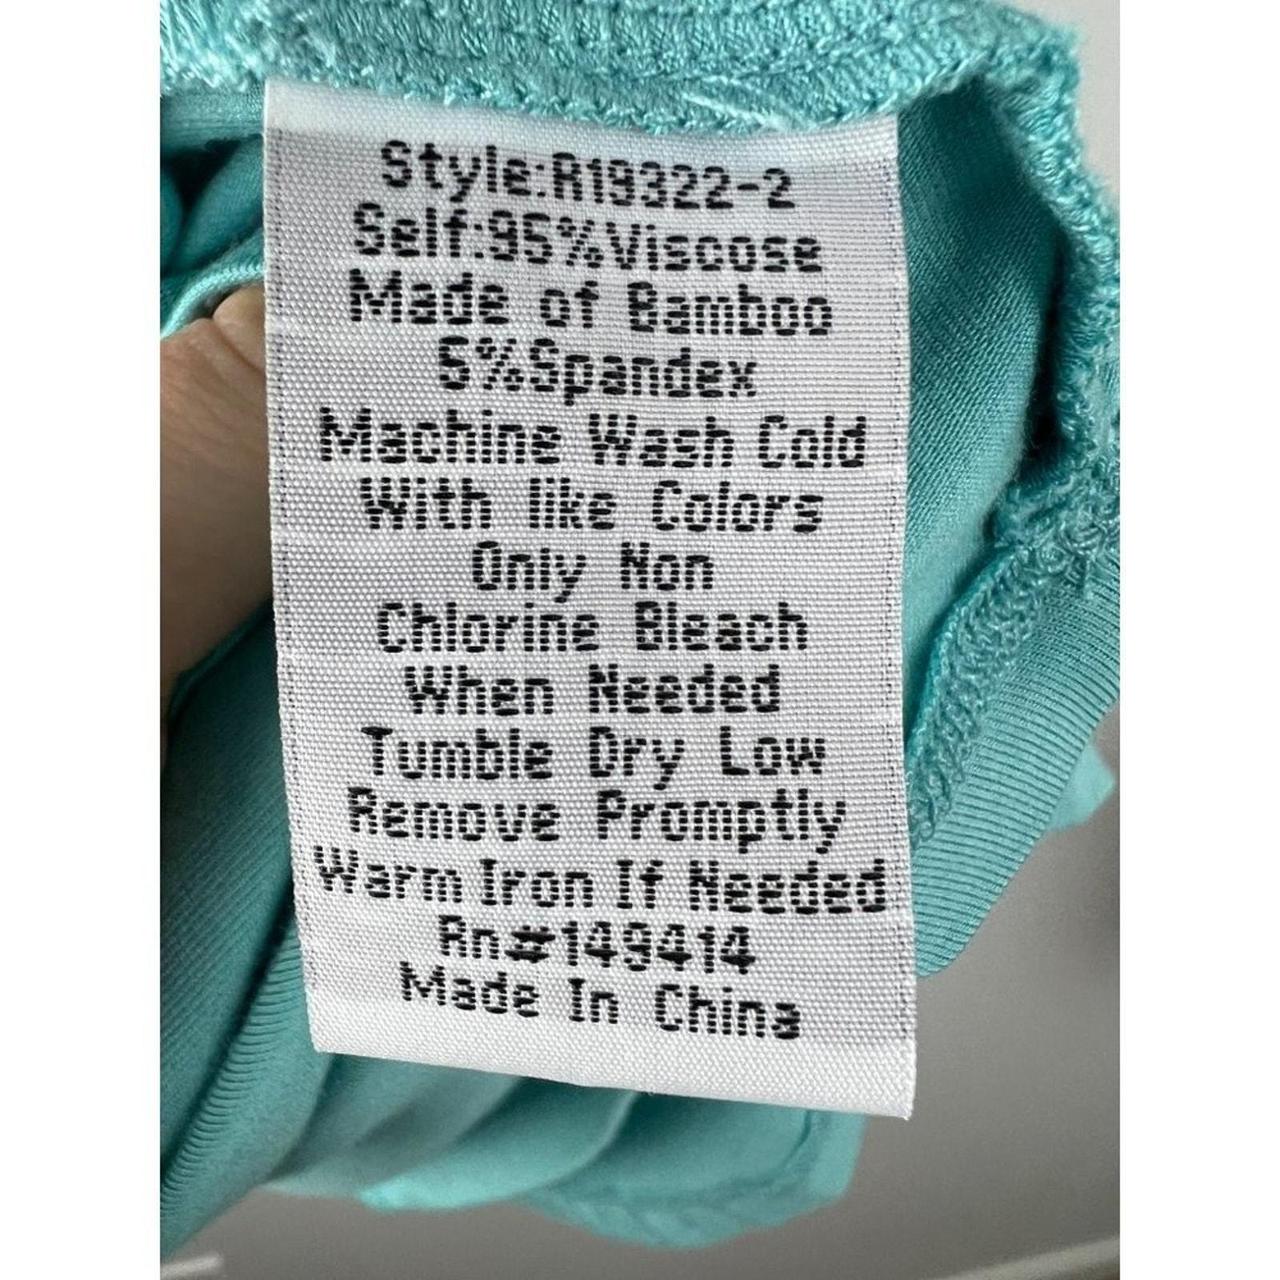 Style:R19322-2
Self:95%Viscose
Made of Bamboo
5%Spandex
Machine Wash Cold
With like Colors
Only Non
Chlorine Bleach
When Needed
Tumble Dry Low
Remove Promptly
Warm Iron If Needed
Rn#149414
Made In China